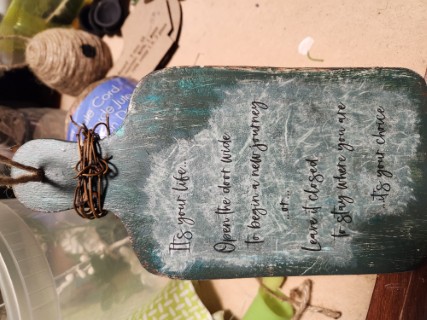 It's your life...
Open the door wide
to begin a new journey
...or...
Leave it closed
to stay where you are
...it's your choice